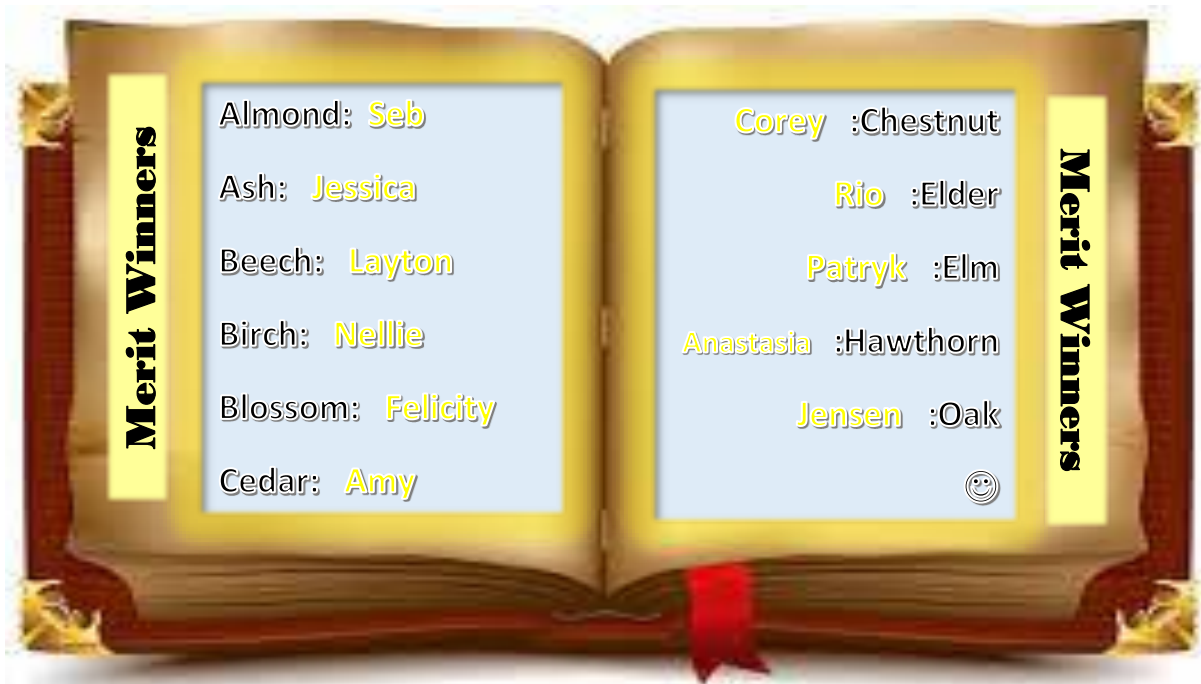 Merit Winners
Almond: Seb
Ash: Jessica
Beech: Layton
Birch: Nellie
Blossom: Felicity
Cedar: Amy
Corey :Chestnut
Rio :Elder
Patryk :Elm
Anastasia :Hawthorn
Jensen :Oak
☺
Merit Winners